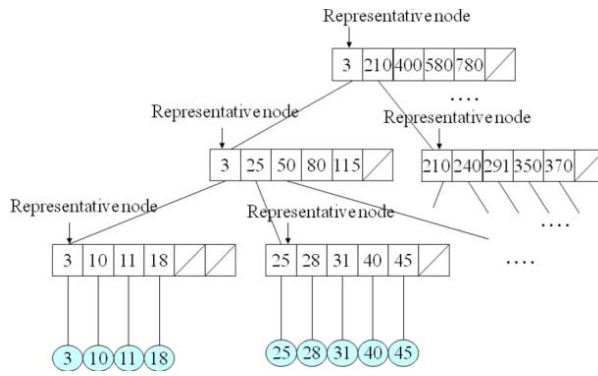 Representative node
3 210 400 580 780
....
Representative node
Representative node
3 25 50 80 115
210 240 291 350 370
Representative node
Representative node
....
....
3 10 11 18
25 28 31 40 45
3 10 11 18
25 28 31 40 45